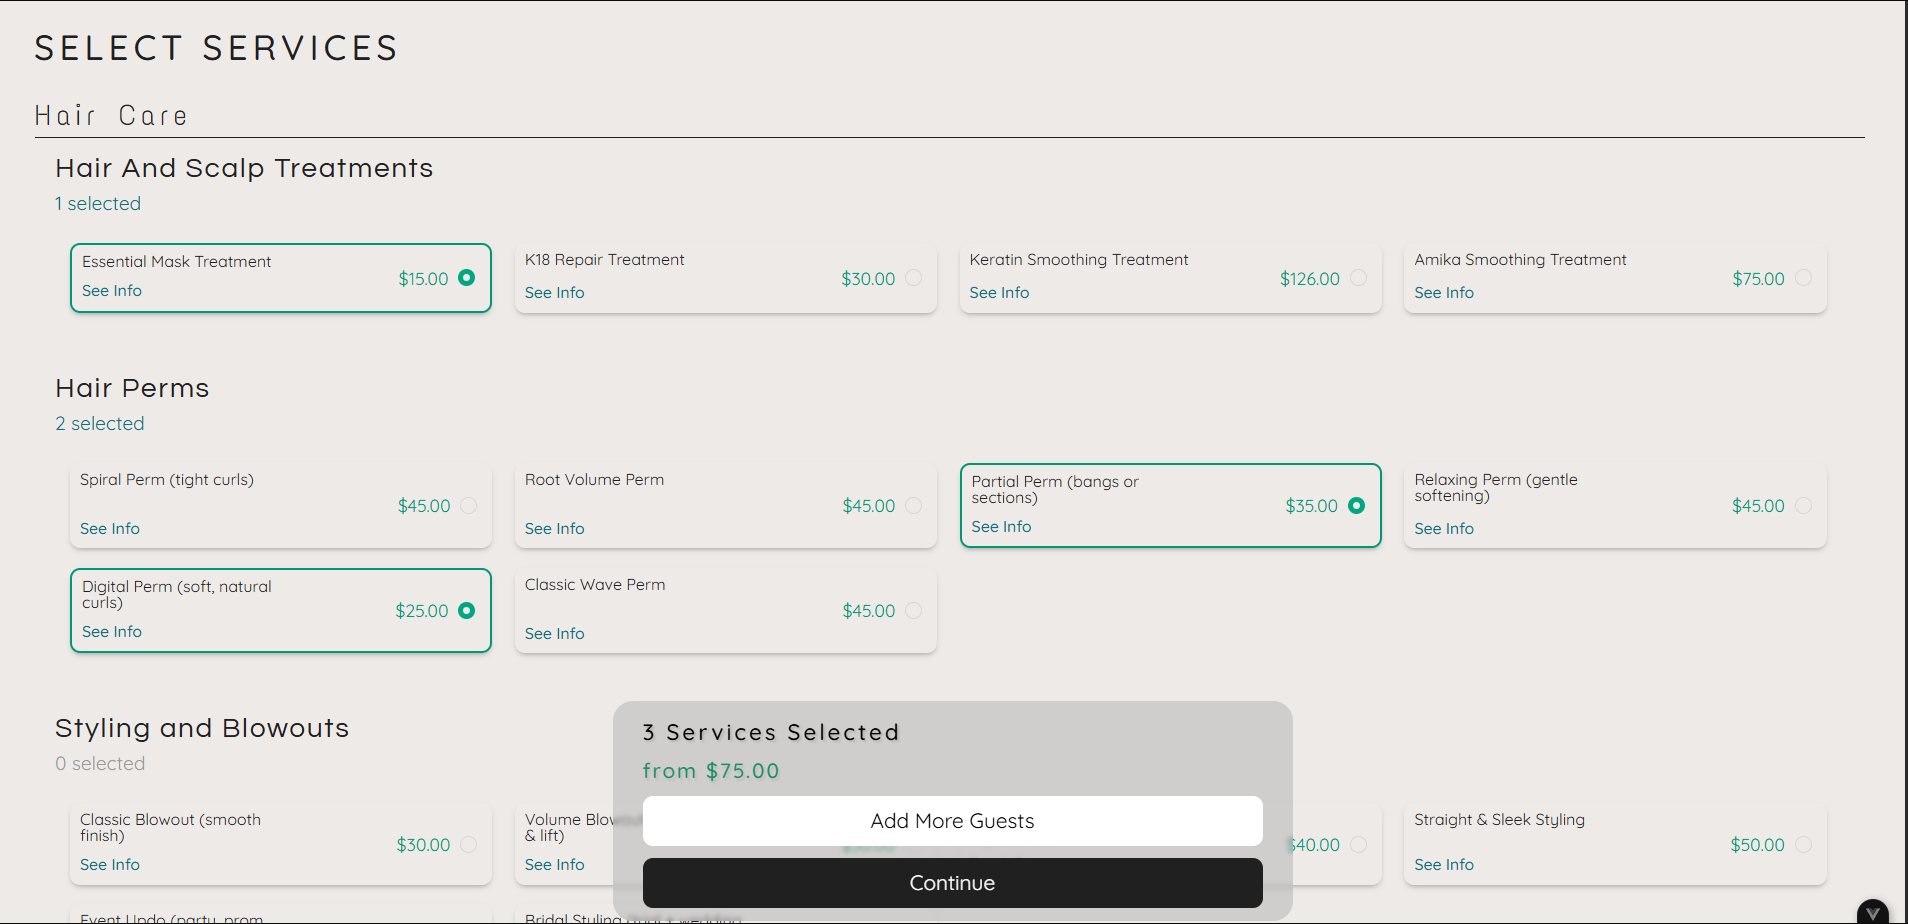 SELECT SERVICES
Hair Care
Hair And Scalp Treatments
1 selected
Essential Mask Treatment
$15.00
See Info
K18 Repair Treatment
$30.00
See Info
Keratin Smoothing Treatment
$126.00
See Info
Amika Smoothing Treatment
$75.00
See Info
Hair Perms
2 selected
Spiral Perm (tight curls)
$45.00
See Info
Root Volume Perm
$45.00
See Info
Partial Perm (bangs or
sections)
$35.00
See Info
Relaxing Perm (gentle
softening)
$45.00
See Info
Digital Perm (soft, natural
curls)
$25.00
See Info
Classic Wave Perm
$45.00
See Info
Styling and Blowouts
0 selected
Classic Blowout (smooth
finish)
$30.00
See Info
Volume Blowout
& lift)
See Info
$40.00
Straight & Sleek Styling
$50.00
See Info
3 Services Selected
from $75.00
Add More Guests
Continue
Event Updo (party, prom
Bridal Styling